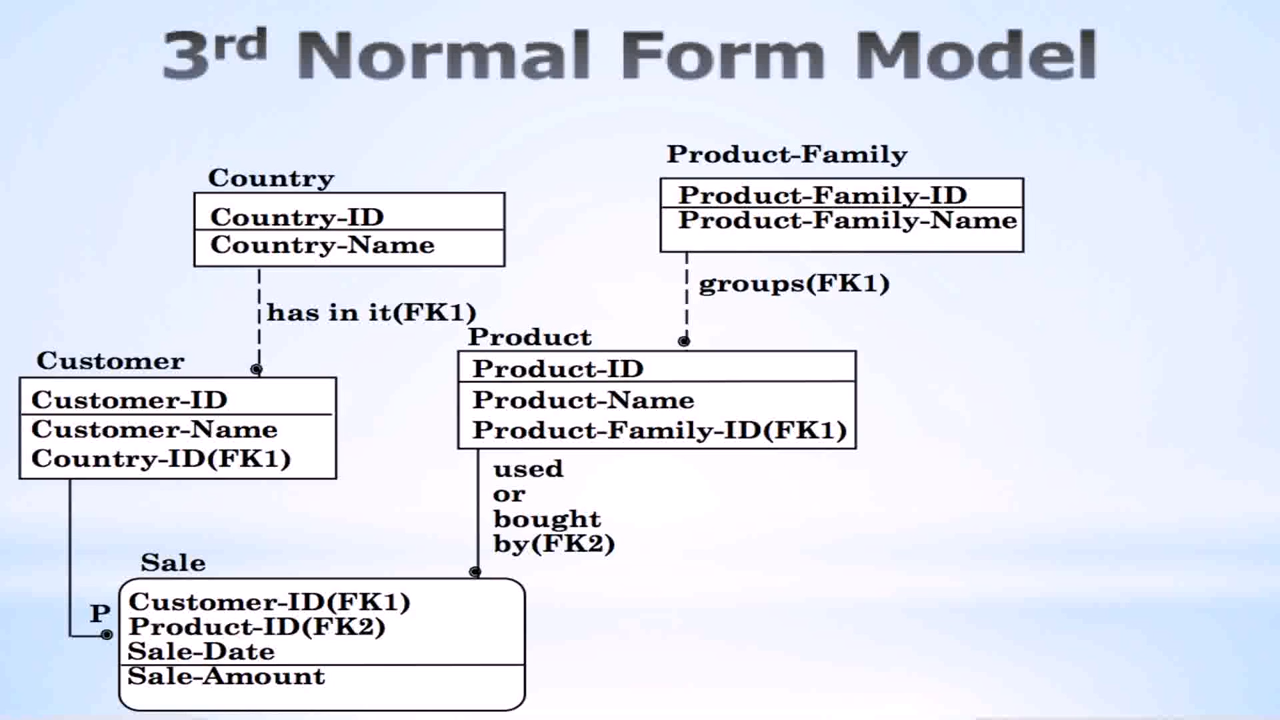 3rd Normal Form Model
Product-Family
Country
Product-Family-ID
Product-Family-Name
Country-ID
Country-Name
groups(FK1)
has in it(FK1)
Product
Customer
Product-ID
Product-Name
Product-Family-ID(FK1)
Customer-ID
Customer-Name
Country-ID(FK1)
used
or
bought
by(FK2)
Sale
P
Customer-ID(FK1)
Product-ID(FK2)
Sale-Date
Sale-Amount